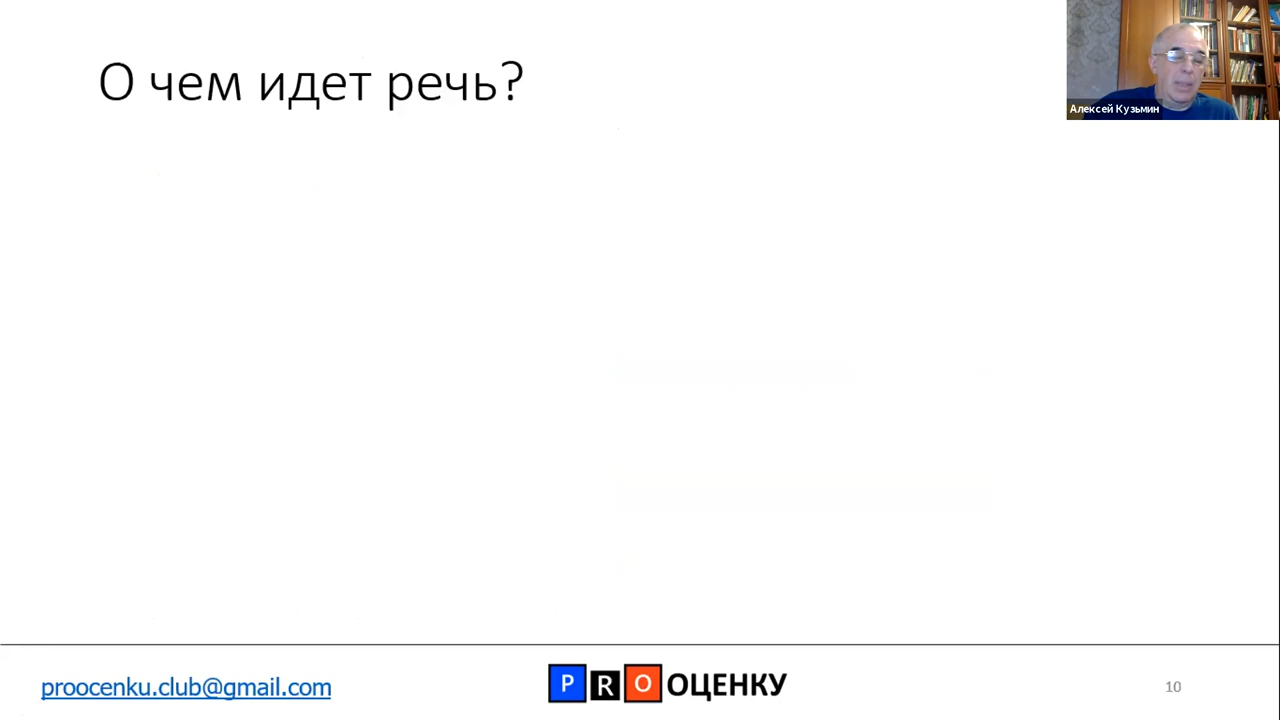 О чем идет речь?
Алексей Кузьмин
proocenku.club@gmail.com
PRO ОЦЕНКУ
10